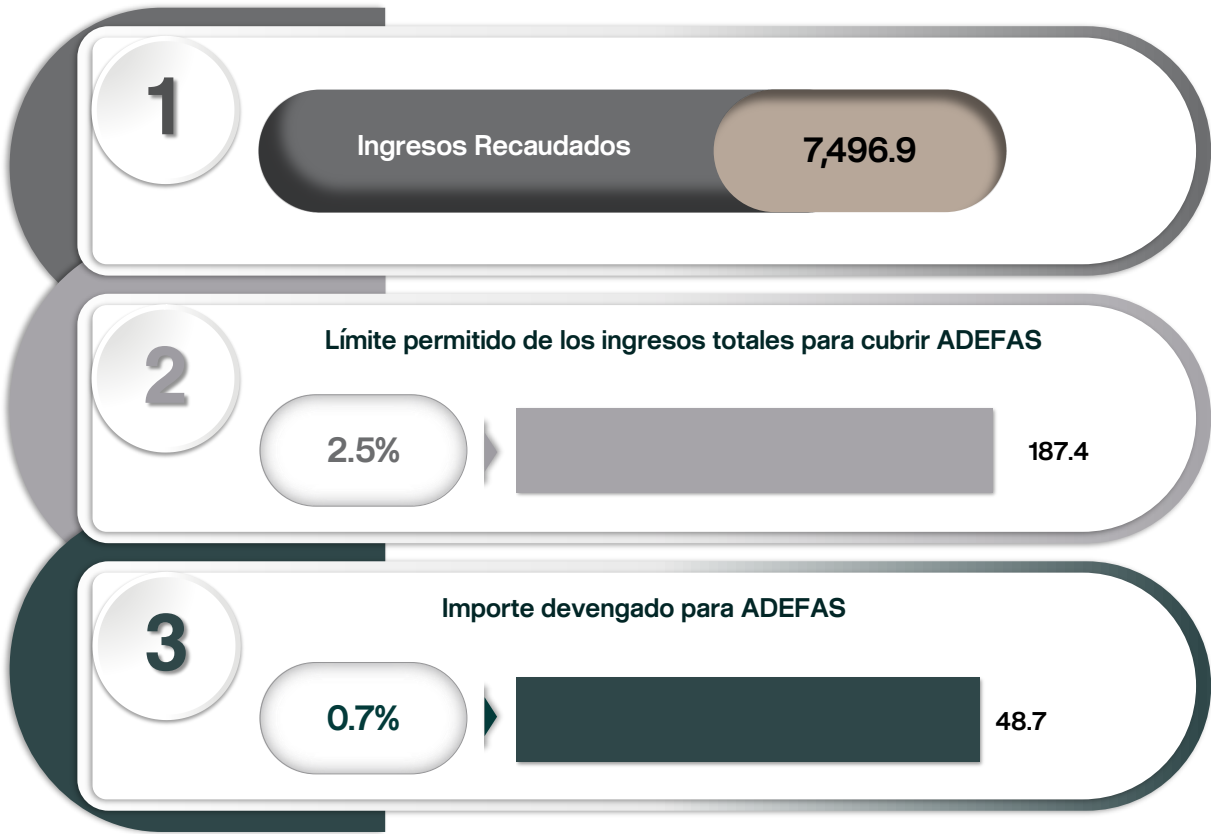 1
Ingresos Recaudados
7,496.9
2
Límite permitido de los ingresos totales para cubrir ADEFAS
2.5%
187.4
3
Importe devengado para ADEFAS
0.7%
48.7